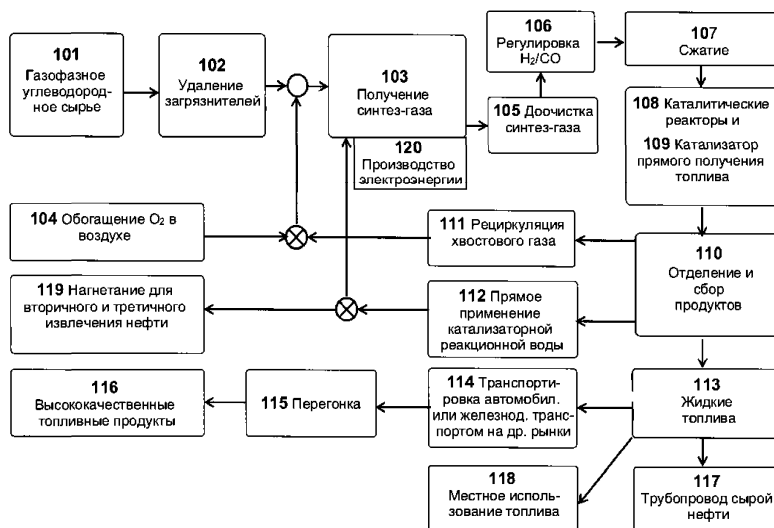 101
Газофазное
углеводород-
ное сырье
102
Удаление
загрязнителей
103
Получение
синтез-газа
120
Производство
электроэнергии
105 Доочистка
синтез-газа
106
Регулировка
H₂/CO
107
Сжатие
108 Каталитические
реакторы и
109 Катализатор
прямого получения
топлива
104 Обогащение O₂ в
воздухе
111 Рециркуляция
хвостового газа
110
Отделение и
сбор
продуктов
119 Нагнетание для
вторичного и третичного
извлечения нефти
112 Прямое
применение
катализаторной
реакционной воды
116
Высококачественные
топливные продукты
115 Перегонка
114 Транспорти-
ровка автомобил.
или железнод. транс-
портом на др. рынки
113
Жидкие
топлива
118
Местное исполь-
зование топлива
117
Трубопровод сырой
нефти